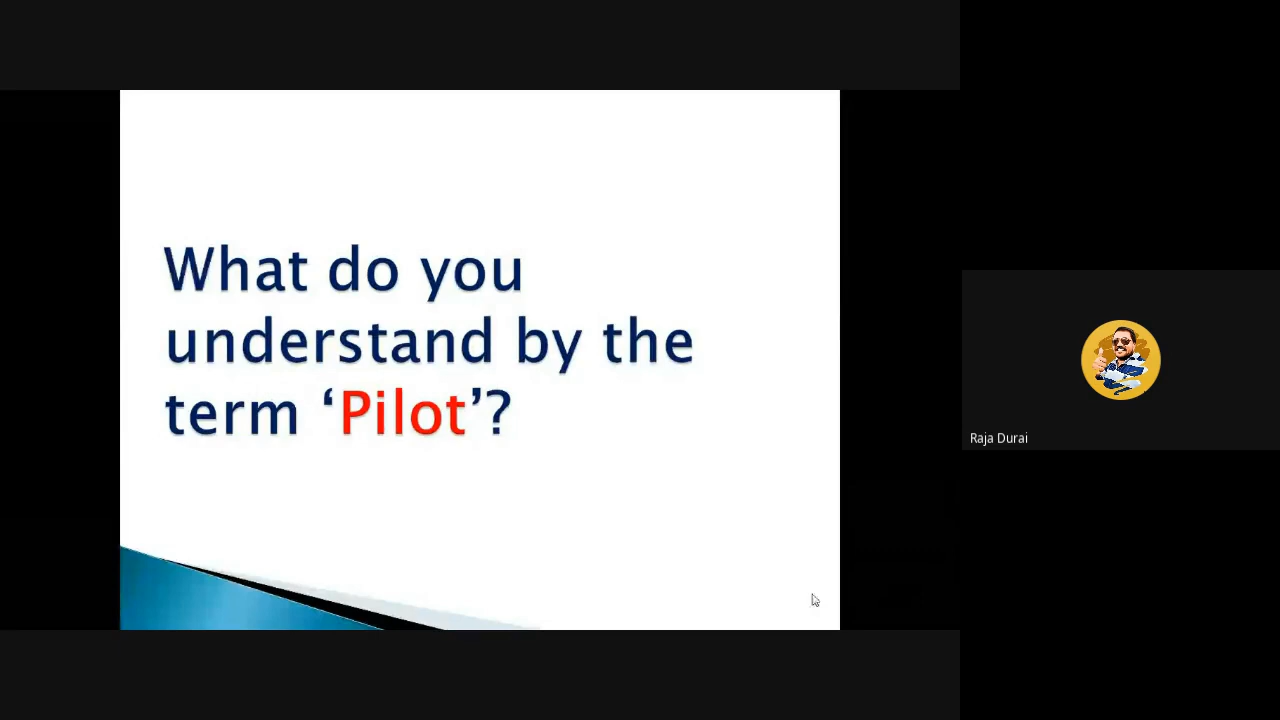 What do you
understand by the
term ‘Pilot’?
Raja Durai